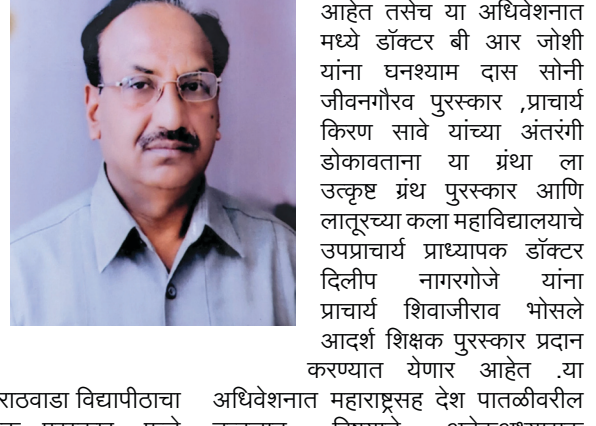 आहेत तसेच या अधिवेशनात
मध्ये डॉक्टर बी आर जोशी
यांना घनश्याम दास सोनी
जीवनगौरव पुरस्कार ,प्राचार्य
किरण सावे यांच्या अंतरंगी
डोकावताना या ग्रंथा ला
उत्कृष्ट ग्रंथ पुरस्कार आणि
लातूरच्या कला महाविद्यालयाचे
उपप्राचार्य प्राध्यापक डॉक्टर
दिलीप नागरगोजे यांना
प्राचार्य शिवाजीराव भोसले
आदर्श शिक्षक पुरस्कार प्रदान
करण्यात येणार आहेत .या
अधिवेशनात महाराष्ट्रसह देश पातळीवरील
राठवाडा विद्यापीठाचा